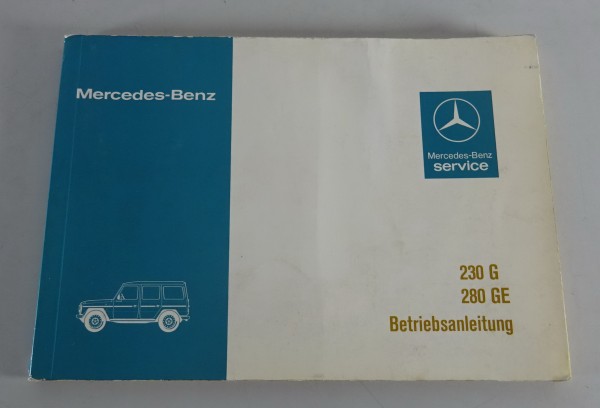 Mercedes-Benz
Mercedes-Benz
service
230 G
280 GE
Betriebsanleitung